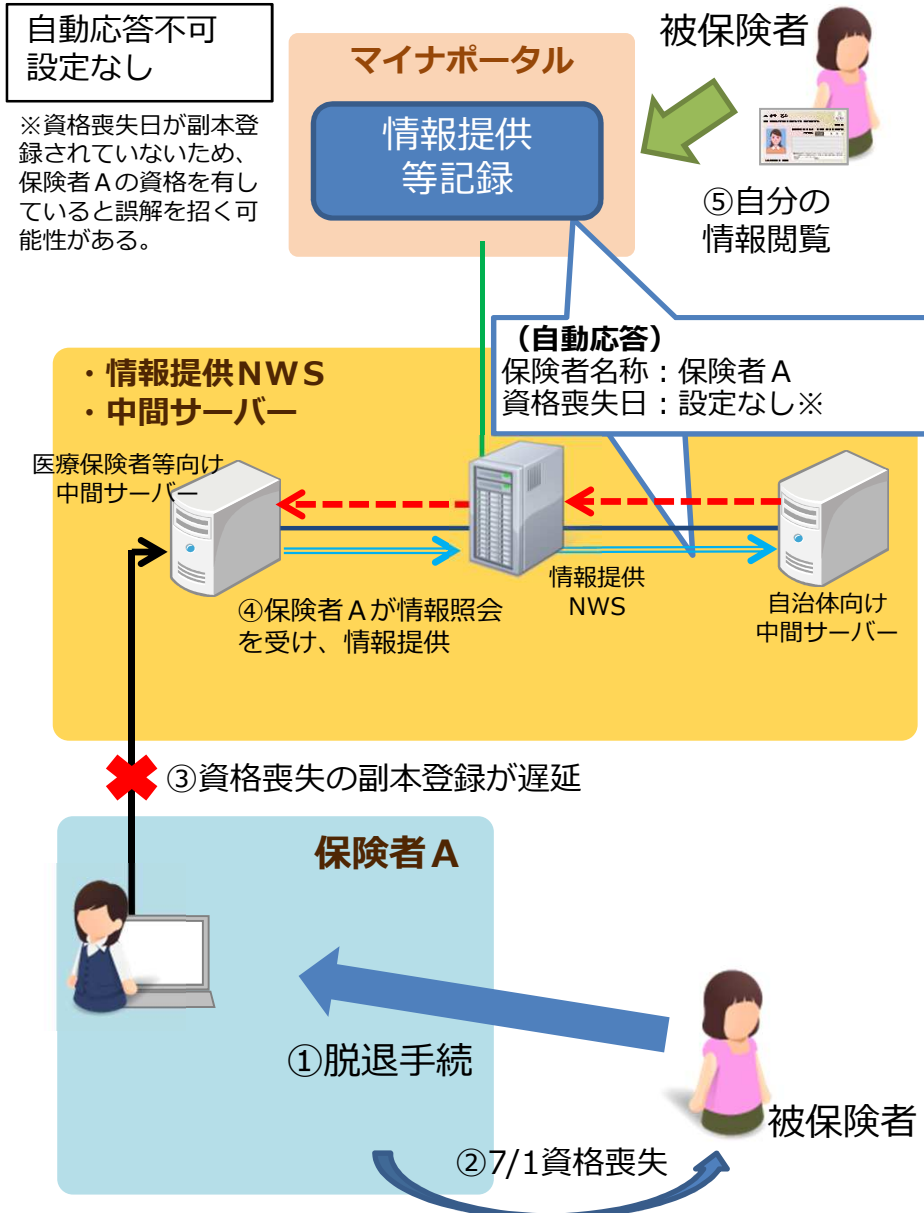 自動応答不可
設定なし
※資格喪失日が副本登
録されていないため、
保険者Ａの資格を有し
ていると誤解を招く可
能性がある。
マイナポータル
情報提供
等記録
被保険者
⑤自分の
情報閲覧
（自動応答）
保険者名称：保険者Ａ
資格喪失日：設定なし※
・情報提供ＮＷＳ
・中間サーバー
医療保険者等向け
中間サーバー
④保険者Ａが情報照会
を受け、情報提供
情報提供
NWS
自治体向け
中間サーバー
③資格喪失の副本登録が遅延
保険者Ａ
①脱退手続
被保険者
②7/1資格喪失